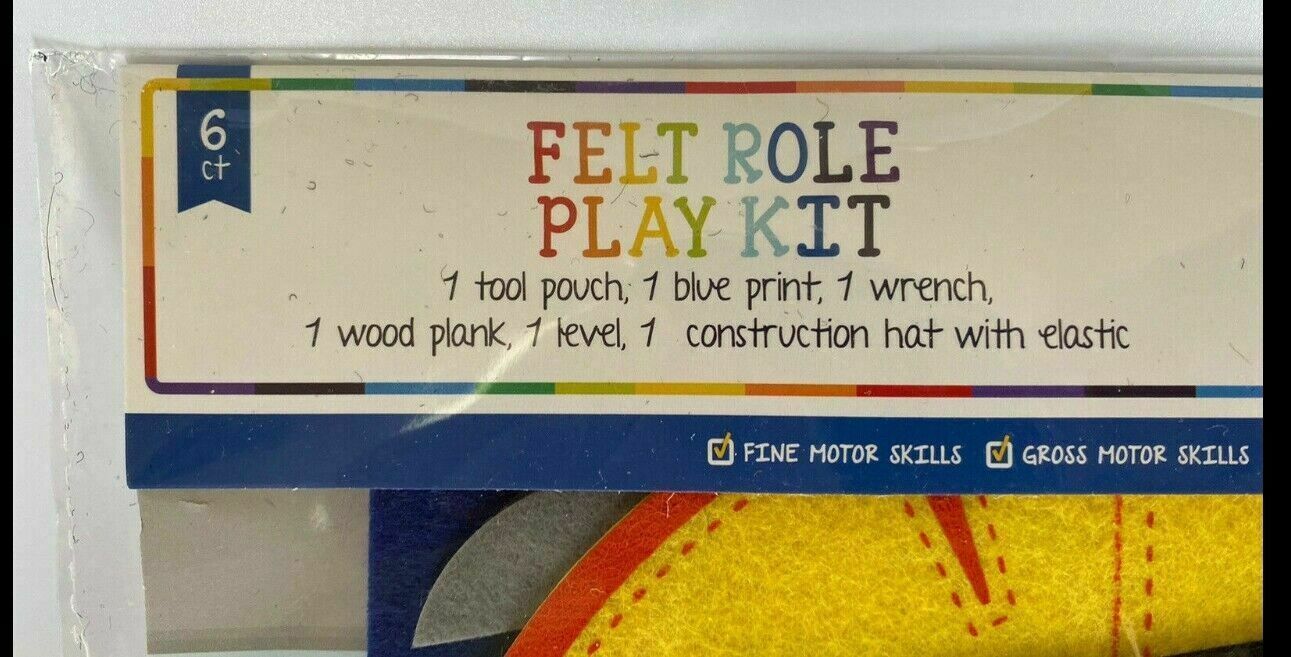 6
ct
FELT ROLE
PLAY KIT
1 tool pouch, 1 blue print, 1 wrench,
1 wood plank, 1 level, 1 construction hat with elastic
FINE MOTOR SKILLS GROSS MOTOR SKILLS